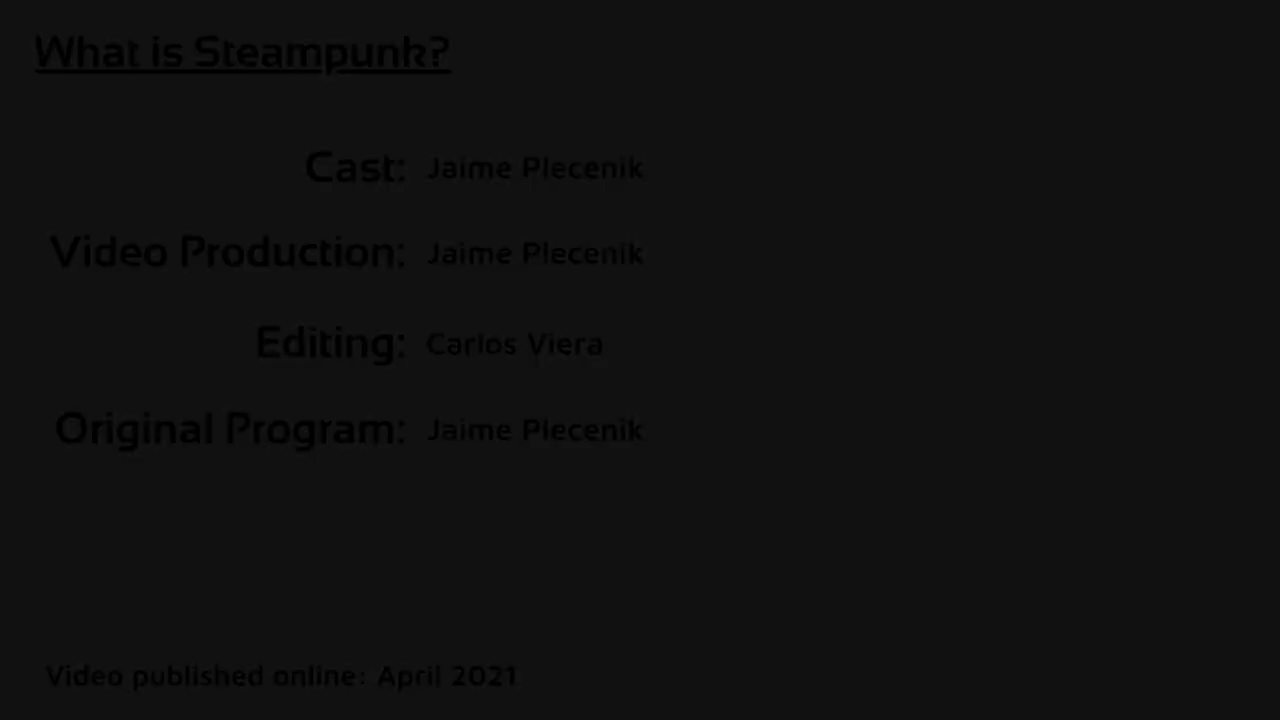 What is Steampunk?
Cast: Jaime Plecenik
Video Production: Jaime Plecenik
Editing: Carlos Viera
Original Program: Jaime Plecenik
Video published online: April 2021